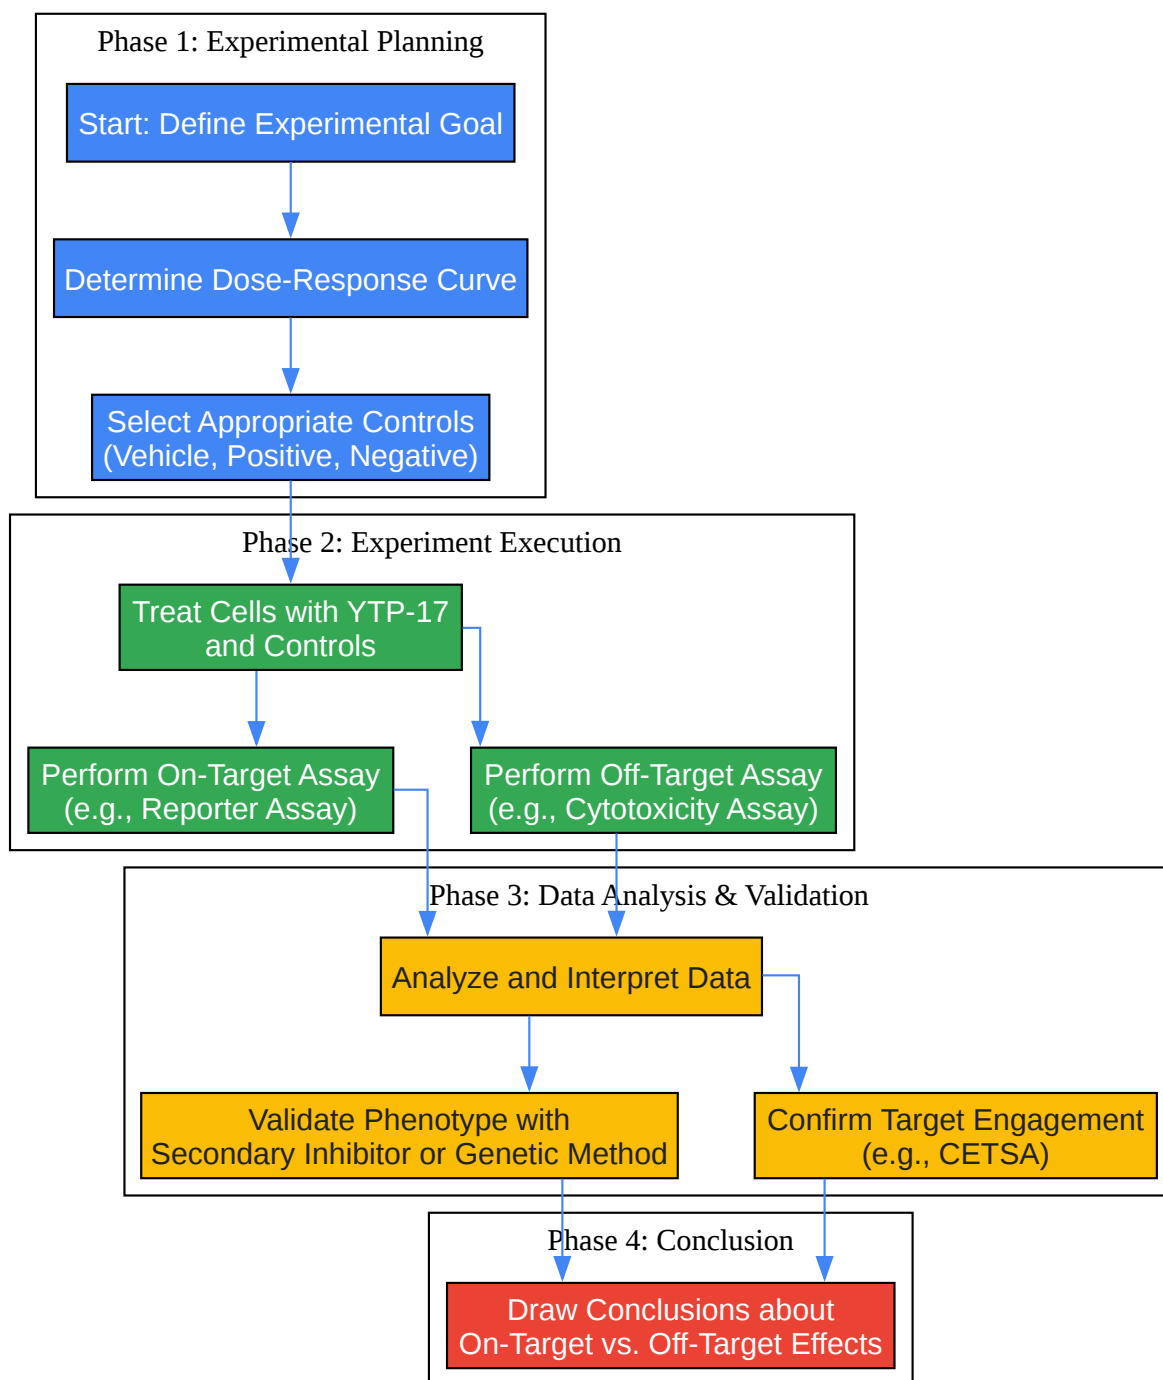 Phase 1: Experimental Planning
Start: Define Experimental Goal
Determine Dose-Response Curve
Select Appropriate Controls
(Vehicle, Positive, Negative)
Phase 2: Experiment Execution
Treat Cells with YTP-17
and Controls
Perform On-Target Assay
(e.g., Reporter Assay)
Perform Off-Target Assay
(e.g., Cytotoxicity Assay)
Phase 3: Data Analysis & Validation
Analyze and Interpret Data
Validate Phenotype with
Secondary Inhibitor or Genetic Method
Confirm Target Engagement
(e.g., CETSA)
Phase 4: Conclusion
Draw Conclusions about
On-Target vs. Off-Target Effects